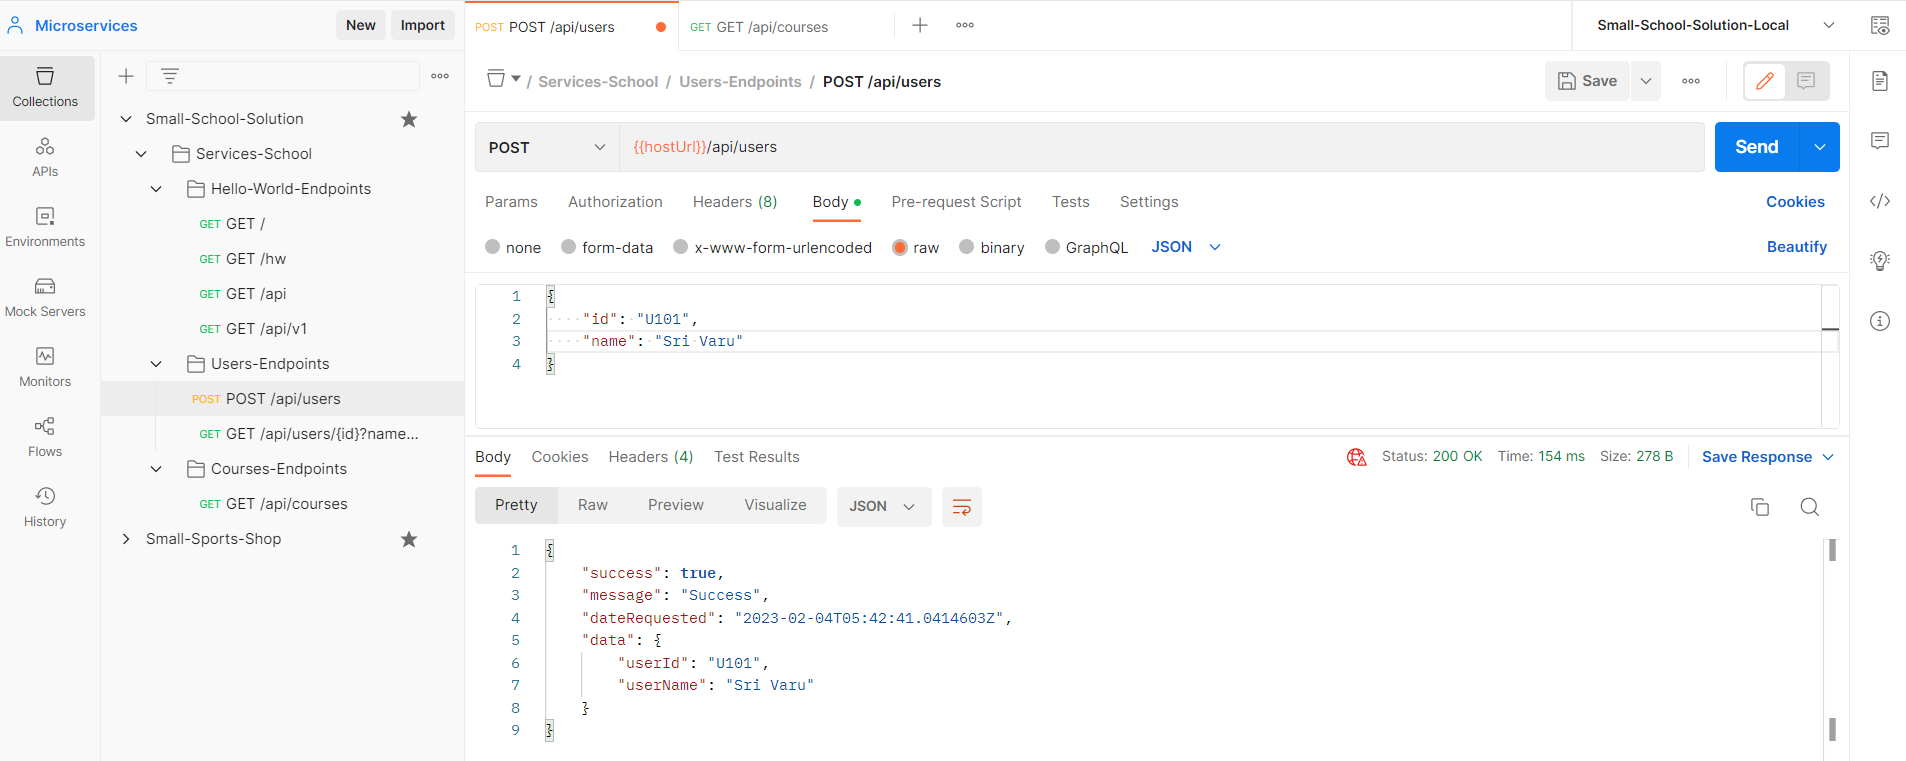 Microservices
New
Import
Collections
APIs
Environments
Mock Servers
Monitors
Flows
History
Small-School-Solution
Services-School
Hello-World-Endpoints
GET GET /
GET GET /hw
GET GET /api
GET GET /api/v1
Users-Endpoints
POST POST /api/users
GET GET /api/users/{id}?name...
Courses-Endpoints
GET GET /api/courses
Small-Sports-Shop
POST POST /api/users
GET GET /api/courses
Small-School-Solution-Local
/ Services-School / Users-Endpoints / POST /api/users
Save
POST {{hostUrl}}/api/users
Send
Params Authorization Headers (8) Body Pre-request Script Tests Settings Cookies
none form-data x-www-form-urlencoded raw binary GraphQL JSON Beautify
1 {
2 "id": "U101",
3 "name": "Sri Varu"
4 }
Body Cookies Headers (4) Test Results Status: 200 OK Time: 154 ms Size: 278 B Save Response
Pretty Raw Preview Visualize JSON
1 {
2 "success": true,
3 "message": "Success",
4 "dateRequested": "2023-02-04T05:42:41.0414603Z",
5 "data": {
6 "userId": "U101",
7 "userName": "Sri Varu"
8 }
9 }